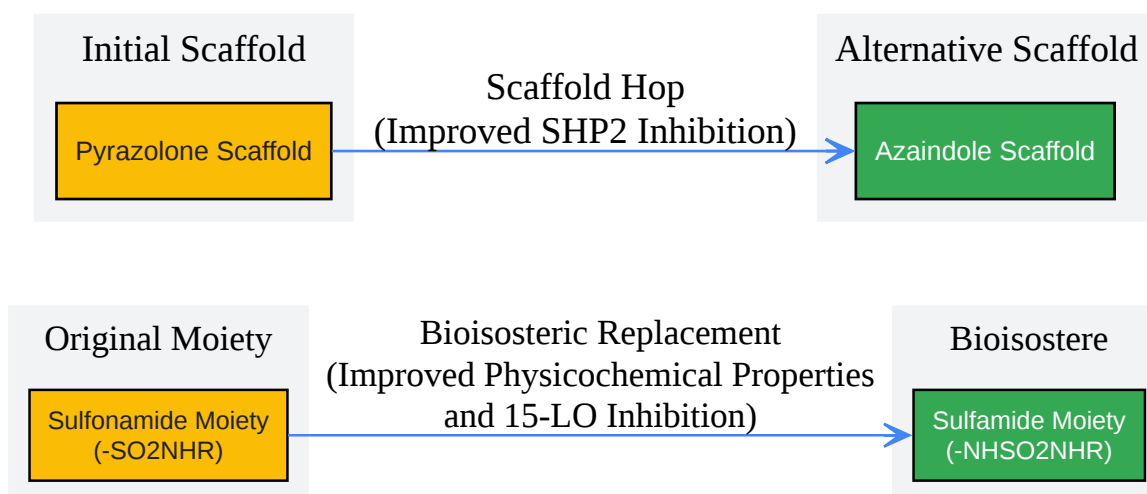 Initial Scaffold
Pyrazolone Scaffold
Scaffold Hop
(Improved SHP2 Inhibition)
Alternative Scaffold
Azaindole Scaffold
Original Moiety
Sulfonamide Moiety
(-SO2NHR)
Bioisosteric Replacement
(Improved Physicochemical Properties
and 15-LO Inhibition)
Bioisostere
Sulfamide Moiety
(-NHSO2NHR)